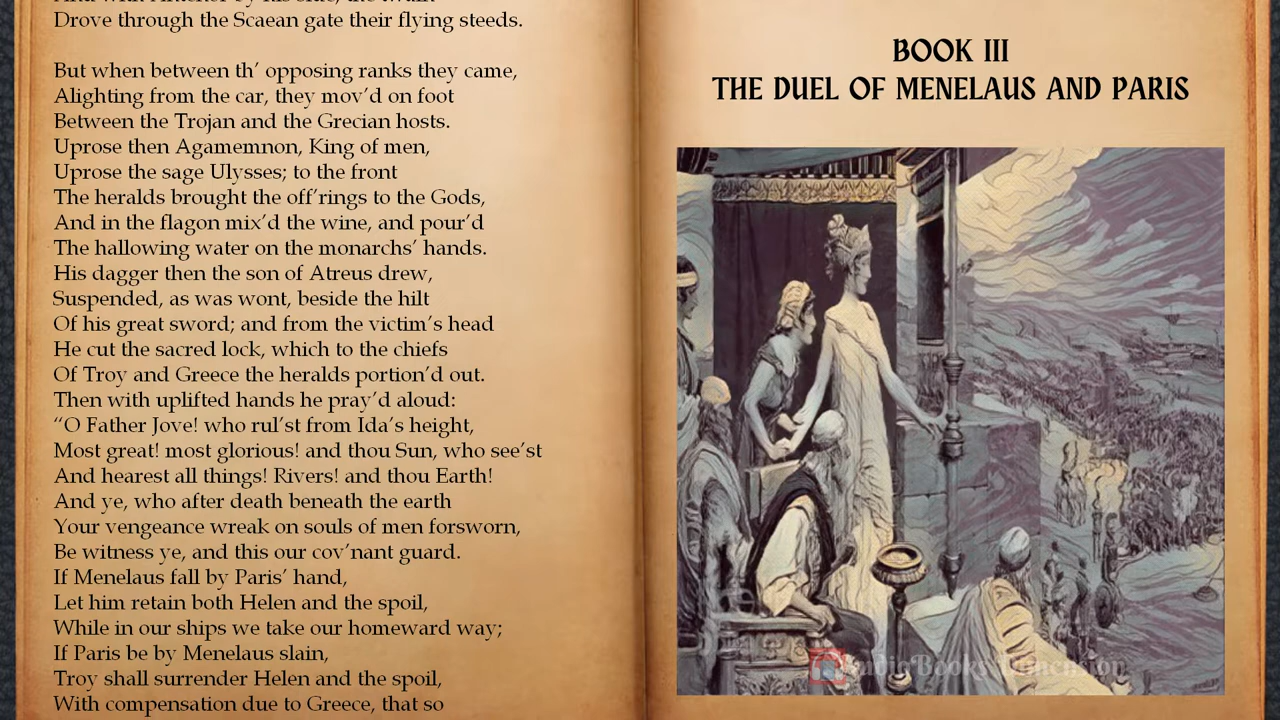 Drove through the Scaean gate their flying steeds.
But when between th’ opposing ranks they came,
Alighting from the car, they mov’d on foot
Between the Trojan and the Grecian hosts.
Uprose then Agamemnon, King of men,
Uprose the sage Ulysses; to the front
The heralds brought the off’rings to the Gods,
And in the flagon mix’d the wine, and pour’d
The hallowing water on the monarchs’ hands.
His dagger then the son of Atreus drew,
Suspended, as was wont, beside the hilt
Of his great sword; and from the victim’s head
He cut the sacred lock, which to the chiefs
Of Troy and Greece the heralds portion’d out.
Then with uplifted hands he pray’d aloud:
“O Father Jove! who rul’st from Ida’s height,
Most great! most glorious! and thou Sun, who see’st
And hearest all things! Rivers! and thou Earth!
And ye, who after death beneath the earth
Your vengeance wreak on souls of men forsworn,
Be witness ye, and this our cov’nant guard.
If Menelaus fall by Paris’ hand,
Let him retain both Helen and the spoil,
While in our ships we take our homeward way;
If Paris be by Menelaus slain,
Troy shall surrender Helen and the spoil,
With compensation due to Greece, that so
BOOK III
THE DUEL OF MENELAUS AND PARIS
AudioBooks Dimension